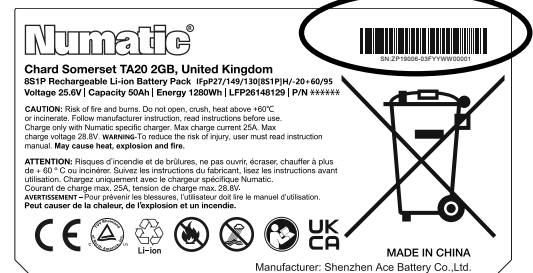 Numatic®
SN:ZP19006-03FYYWW00001
Chard Somerset TA20 2GB, United Kingdom
8S1P Rechargeable Li-ion Battery Pack IFpP27/149/130[8S1P]H/-20+60/95
Voltage 25.6V | Capacity 50Ah | Energy 1280Wh | LFP26148129 | P/N ******
CAUTION: Risk of fire and burns. Do not open, crush, heat above +60℃
or incinerate. Follow manufacturer instruction, read instructions before use.
Charge only with Numatic specific charger. Max charge current 25A. Max
charge voltage 28.8V. WARNING-To reduce the risk of injury, user must read instruction
manual. May cause heat, explosion and fire.
ATTENTION: Risques d'incendie et de brûlures, ne pas ouvrir, écraser, chauffer à plus
de + 60 ° C ou incinérer. Suivez les instructions du fabricant, lisez les instructions avant
utilisation. Chargez uniquement avec le chargeur spécifique Numatic.
Courant de charge max. 25A, tension de charge max. 28.8V.
AVERTISSEMENT – Pour prévenir les blessures, l'utilisateur doit lire le manuel d'utilisation.
Peut causer de la chaleur, de l'explosion et un incendie.
CE
C US
Li-ion
UK
CA
MADE IN CHINA
Manufacturer: Shenzhen Ace Battery Co.,Ltd.